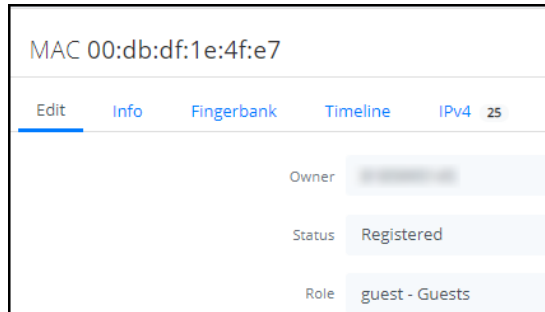 MAC 00:db:df:1e:4f:e7
Edit Info Fingerbank Timeline IPv4 25
Owner
Status Registered
Role guest - Guests